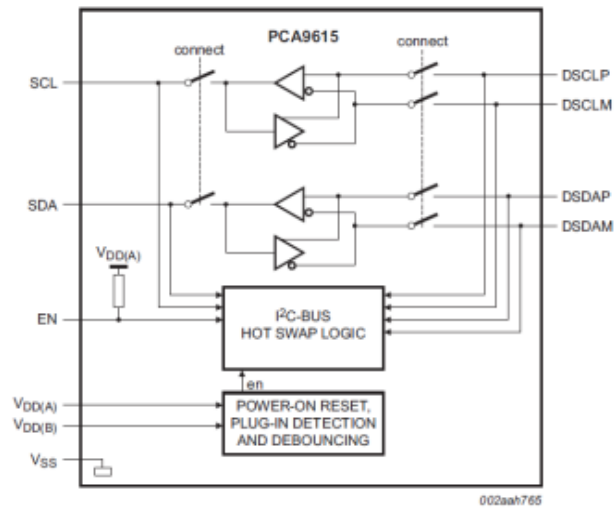 PCA9615
connect
connect
SCL
DSCLP
DSCLM
SDA
DSDAP
DSDAM
VDD(A)
EN
I²C-BUS
HOT SWAP LOGIC
en
VDD(A)
VDD(B)
POWER-ON RESET,
PLUG-IN DETECTION
AND DEBOUNCING
VSS
002aah765